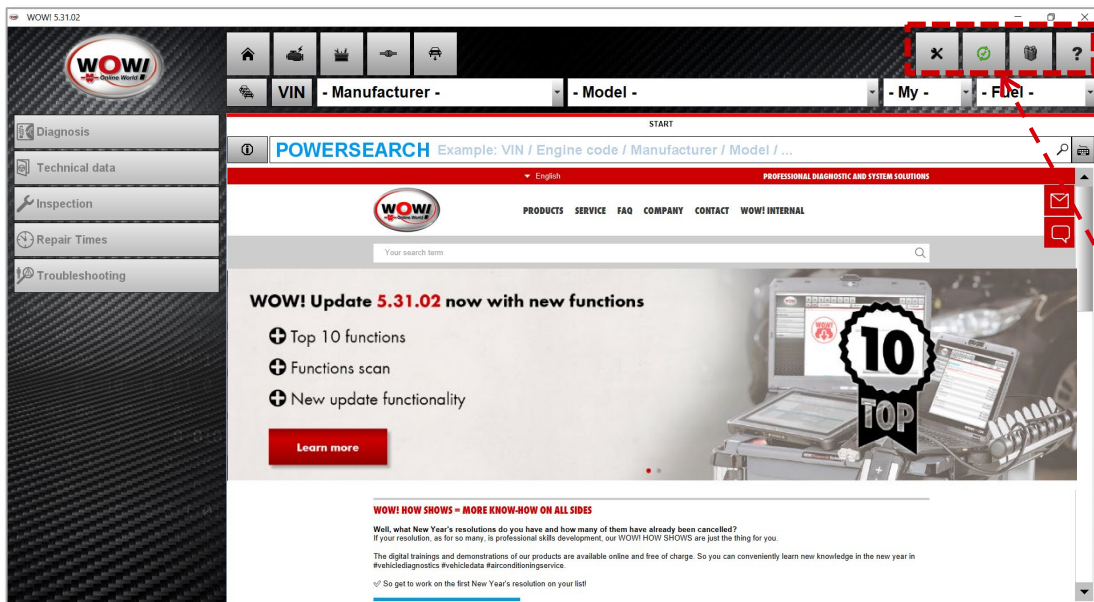 WOW! 5.31.02
WOW!
Online World
VIN
- Manufacturer -
- Model -
- My -
- Fuel -
?
Diagnosis
Technical data
Inspection
Repair Times
Troubleshooting
START
POWERSEARCH Example: VIN / Engine code / Manufacturer / Model / ...
English
PROFESSIONAL DIAGNOSTIC AND SYSTEM SOLUTIONS
WOW!
Online World
PRODUCTS SERVICE FAQ COMPANY CONTACT WOW! INTERNAL
Your search term
WOW! Update 5.31.02 now with new functions
Top 10 functions
Functions scan
New update functionality
Learn more
WOW!
10
TOP
WOW! HOW SHOWS = MORE KNOW-HOW ON ALL SIDES
Well, what New Year's resolutions do you have and how many of them have already been cancelled?
If your resolution, as for so many, is professional skills development, our WOW! HOW SHOWS are just the thing for you.
The digital trainings and demonstrations of our products are available online and free of charge. So you can conveniently learn new knowledge in the new year in
#vehiclediagnostics #vehicledata #airconditioningservice.
So get to work on the first New Year's resolution on your list!